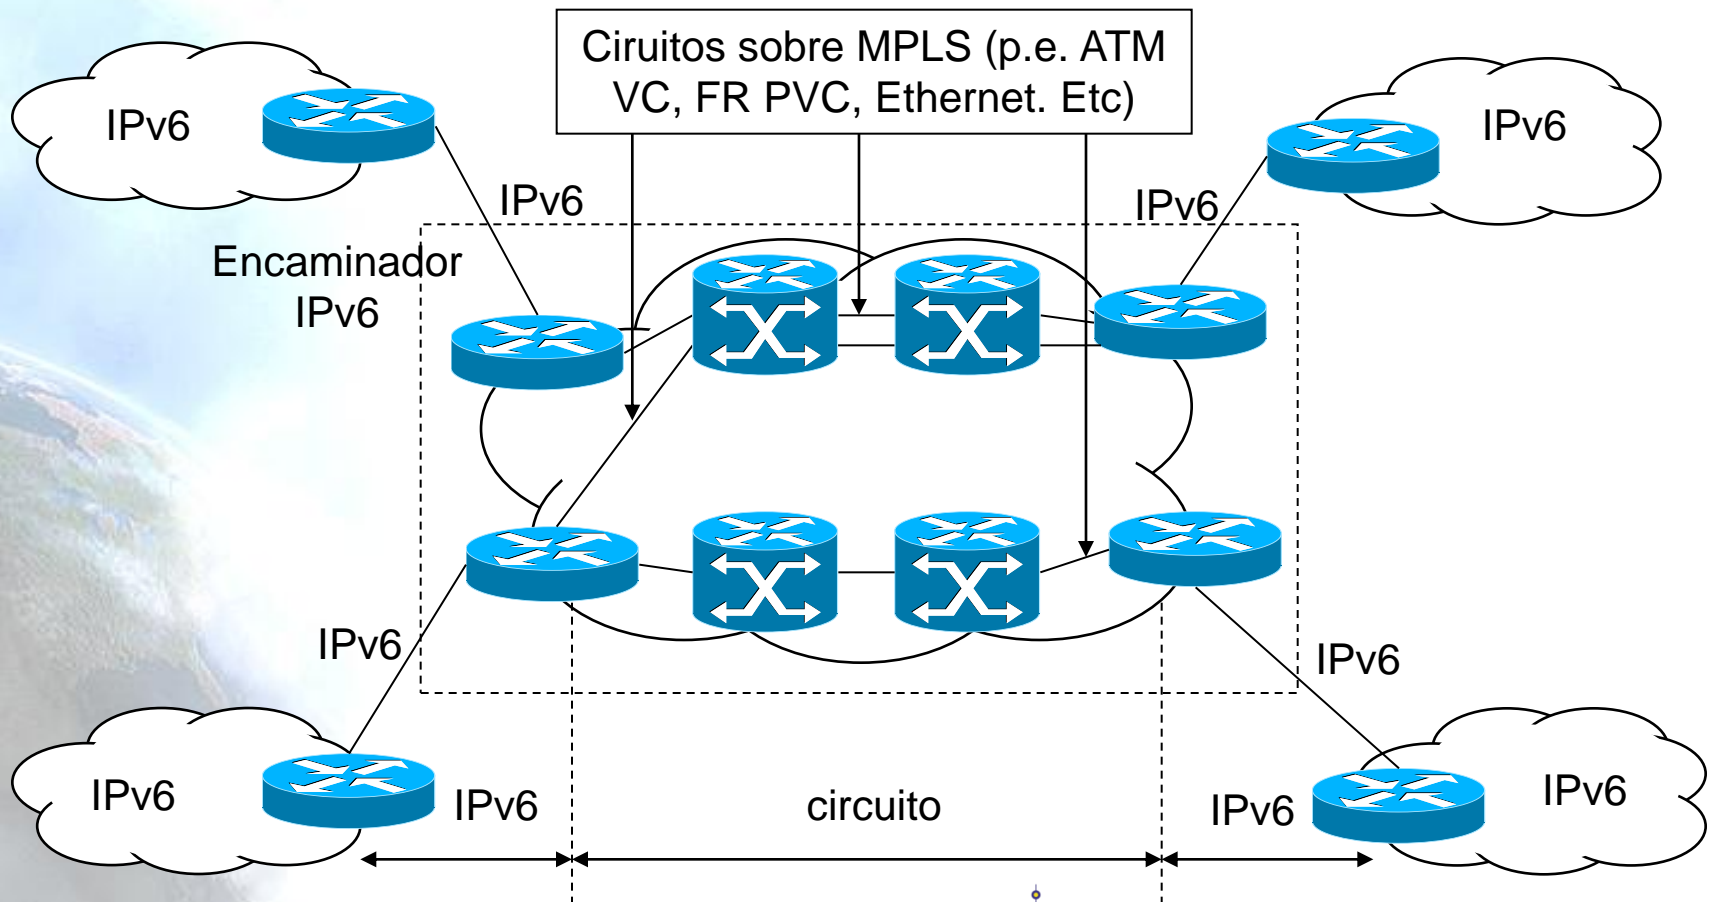 Ciruitos sobre MPLS (p.e. ATM
VC, FR PVC, Ethernet. Etc)
IPv6
IPv6
IPv6
IPv6
Encaminador
IPv6
IPv6
IPv6
IPv6
IPv6
circuito
IPv6
IPv6